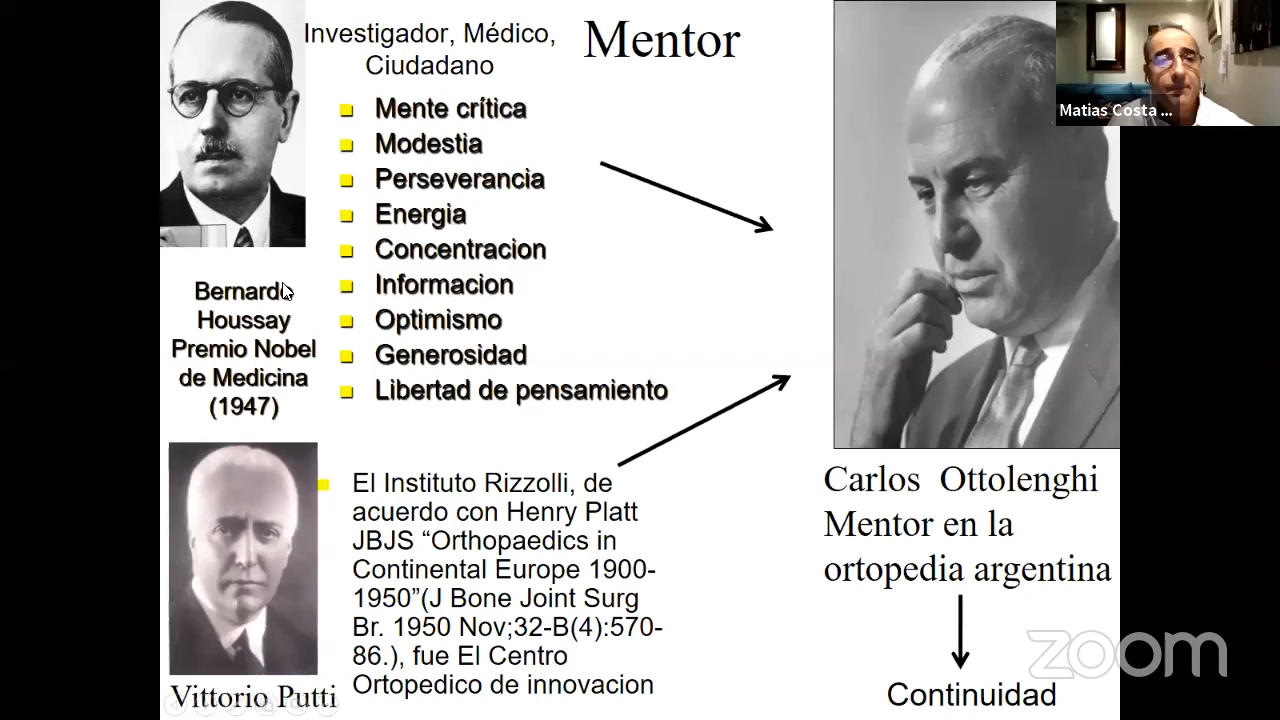 Investigador, Médico,
Ciudadano
Mentor
Mente crítica
Modestia
Perseverancia
Energia
Concentracion
Informacion
Optimismo
Generosidad
Libertad de pensamiento
Bernardo
Houssay
Premio Nobel
de Medicina
(1947)
El Instituto Rizzolli, de
acuerdo con Henry Platt
JBJS “Orthopaedics in
Continental Europe 1900-
1950”(J Bone Joint Surg
Br. 1950 Nov;32-B(4):570-
86.), fue El Centro
Ortopedico de innovacion
Vittorio Putti
Matias Costa ...
Carlos Ottolenghi
Mentor en la
ortopedia argentina
Continuidad
zoom